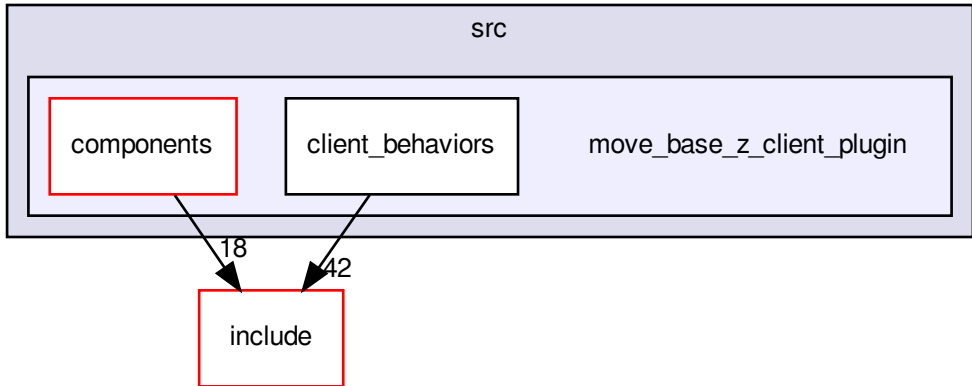 src
components
client_behaviors
move_base_z_client_plugin
18
42
include